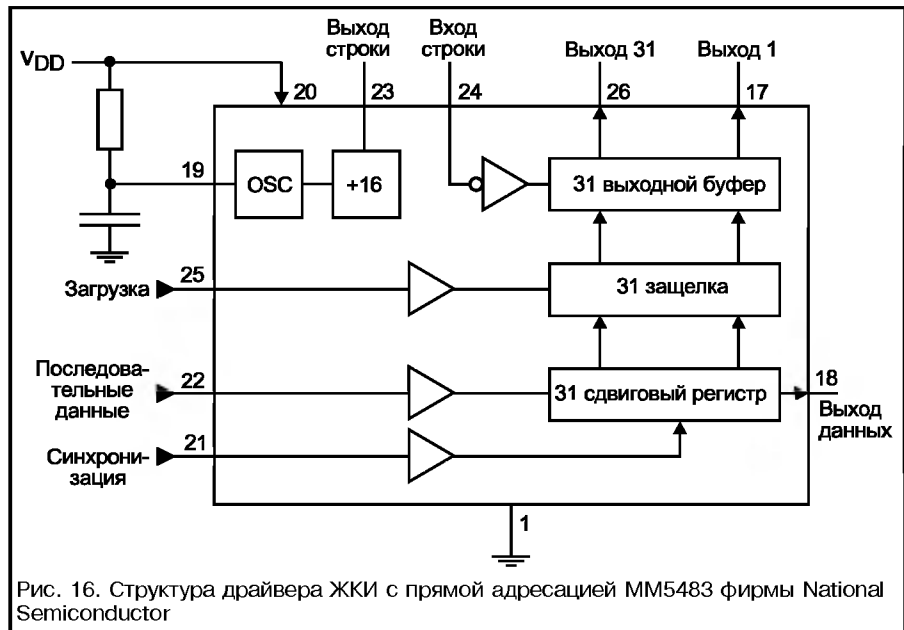 Выход строки
Вход строки
Выход 31
Выход 1
VDD
20
23
24
26
17
19
OSC
+16
31 выходной буфер
25
Загрузка
31 защелка
Последова-
тельные
данные
22
31 сдвиговый регистр
18
Выход
данных
21
Синхрони-
зация
1
Рис. 16. Структура драйвера ЖКИ с прямой адресацией MM5483 фирмы National
Semiconductor